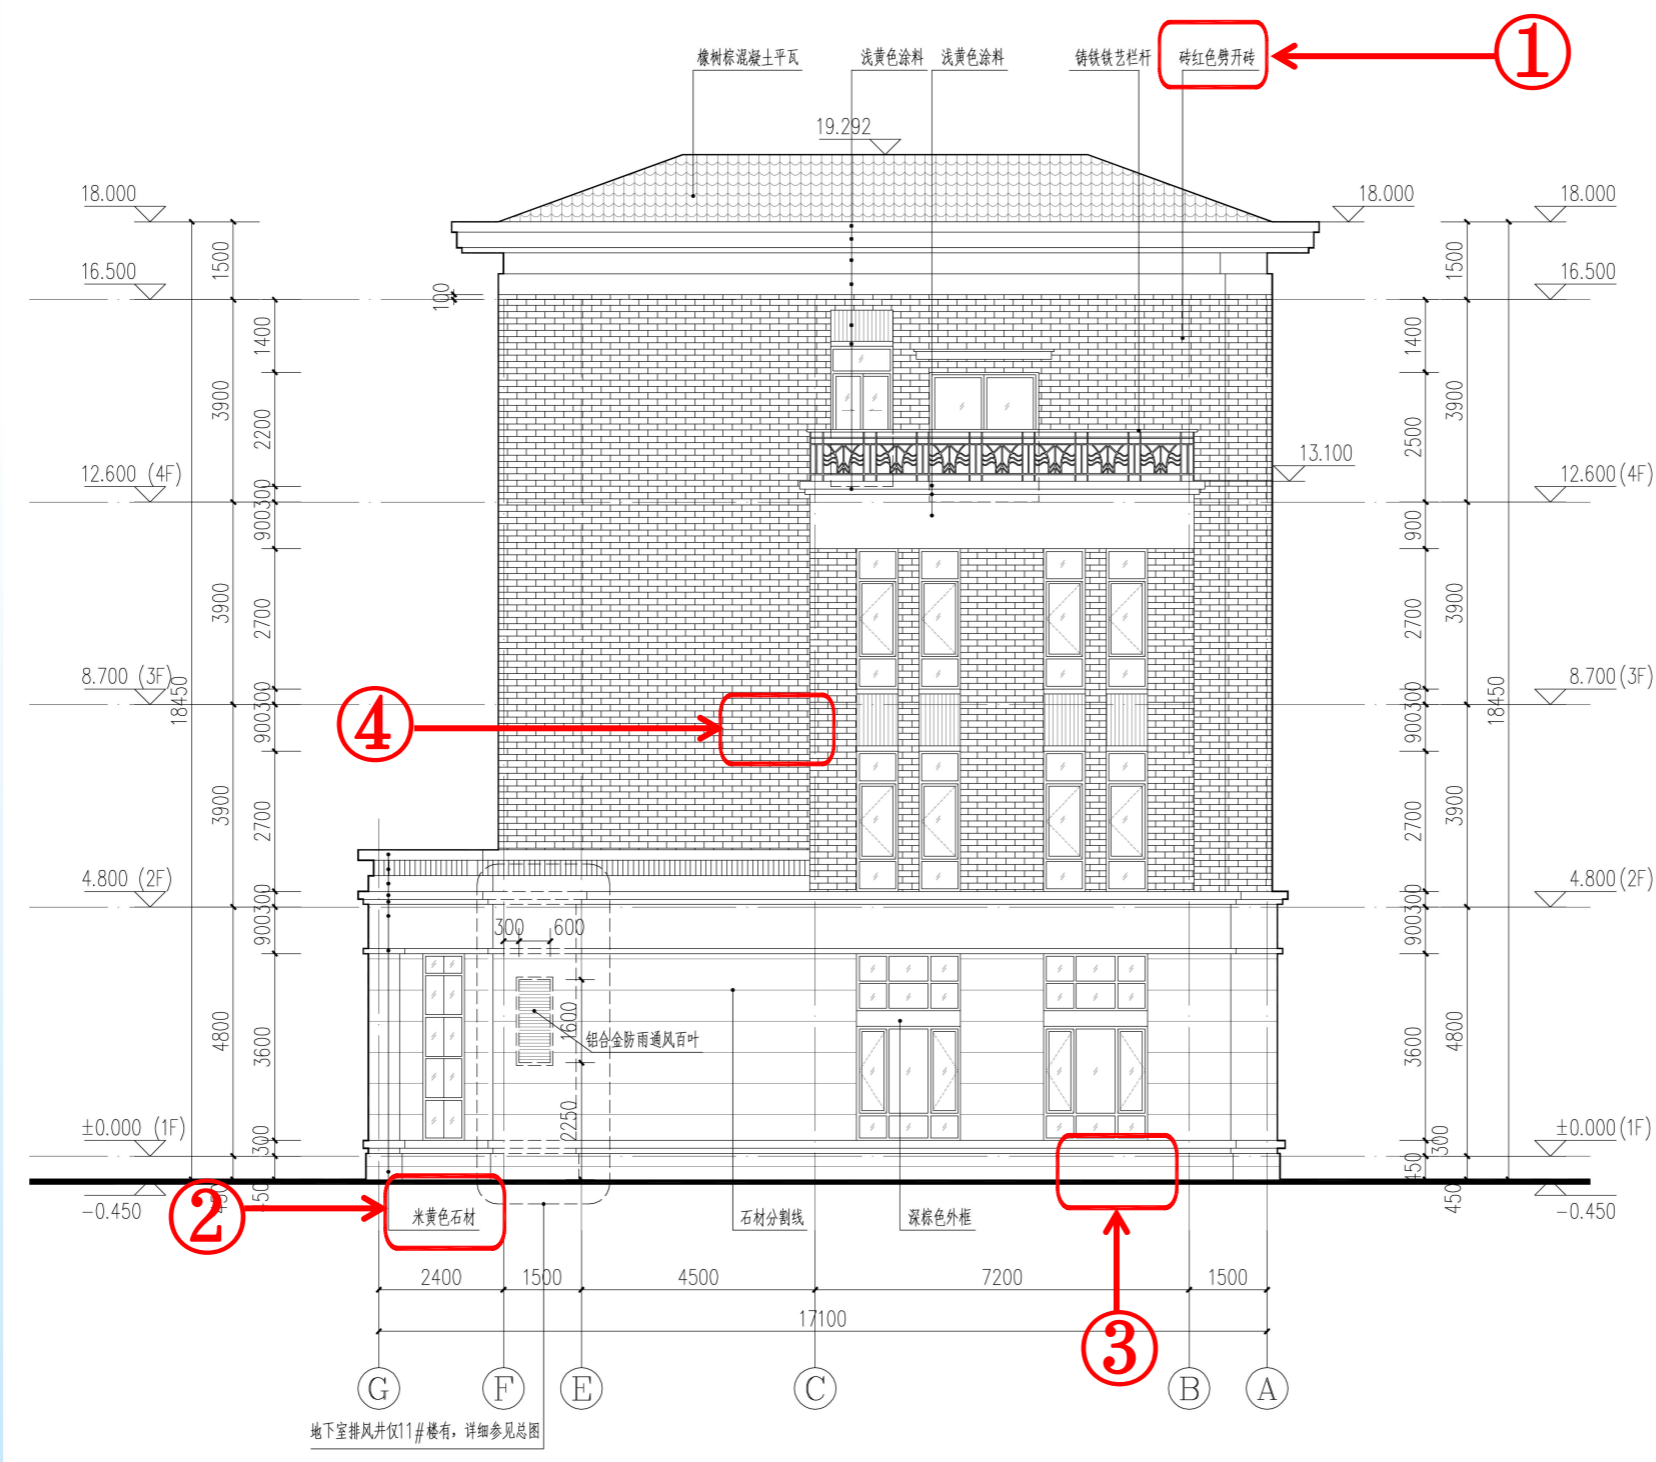 橡树棕混凝土平瓦 浅黄色涂料 浅黄色涂料 铸铁铁艺栏杆 砖红色劈开砖 ①
19.292
18.000 18.000 18.000
1500 1500
16.500 16.500
100
1400 1400
3900 3900
2200 2500
13.100
12.600 (4F) 12.600 (4F)
300
900 900
3900 3900
2700 2700
8.700 (3F) 8.700 (3F)
18450 18450
300 300
900 900
④
3900 3900
2700 2700
4.800 (2F) 4.800 (2F)
300 300
900 900
300 600
4800 4800
3600 3600
1600
铝合金防雨通风百叶
2250
±0.000 (1F) ±0.000 (1F)
300 300
450 450
450 450
-0.450 -0.450
② 米黄色石材 石材分割线 深棕色外框
2400 1500 4500 7200 1500
17100
③
G F E C B A
地下室排风井仅11#楼有，详细参见总图